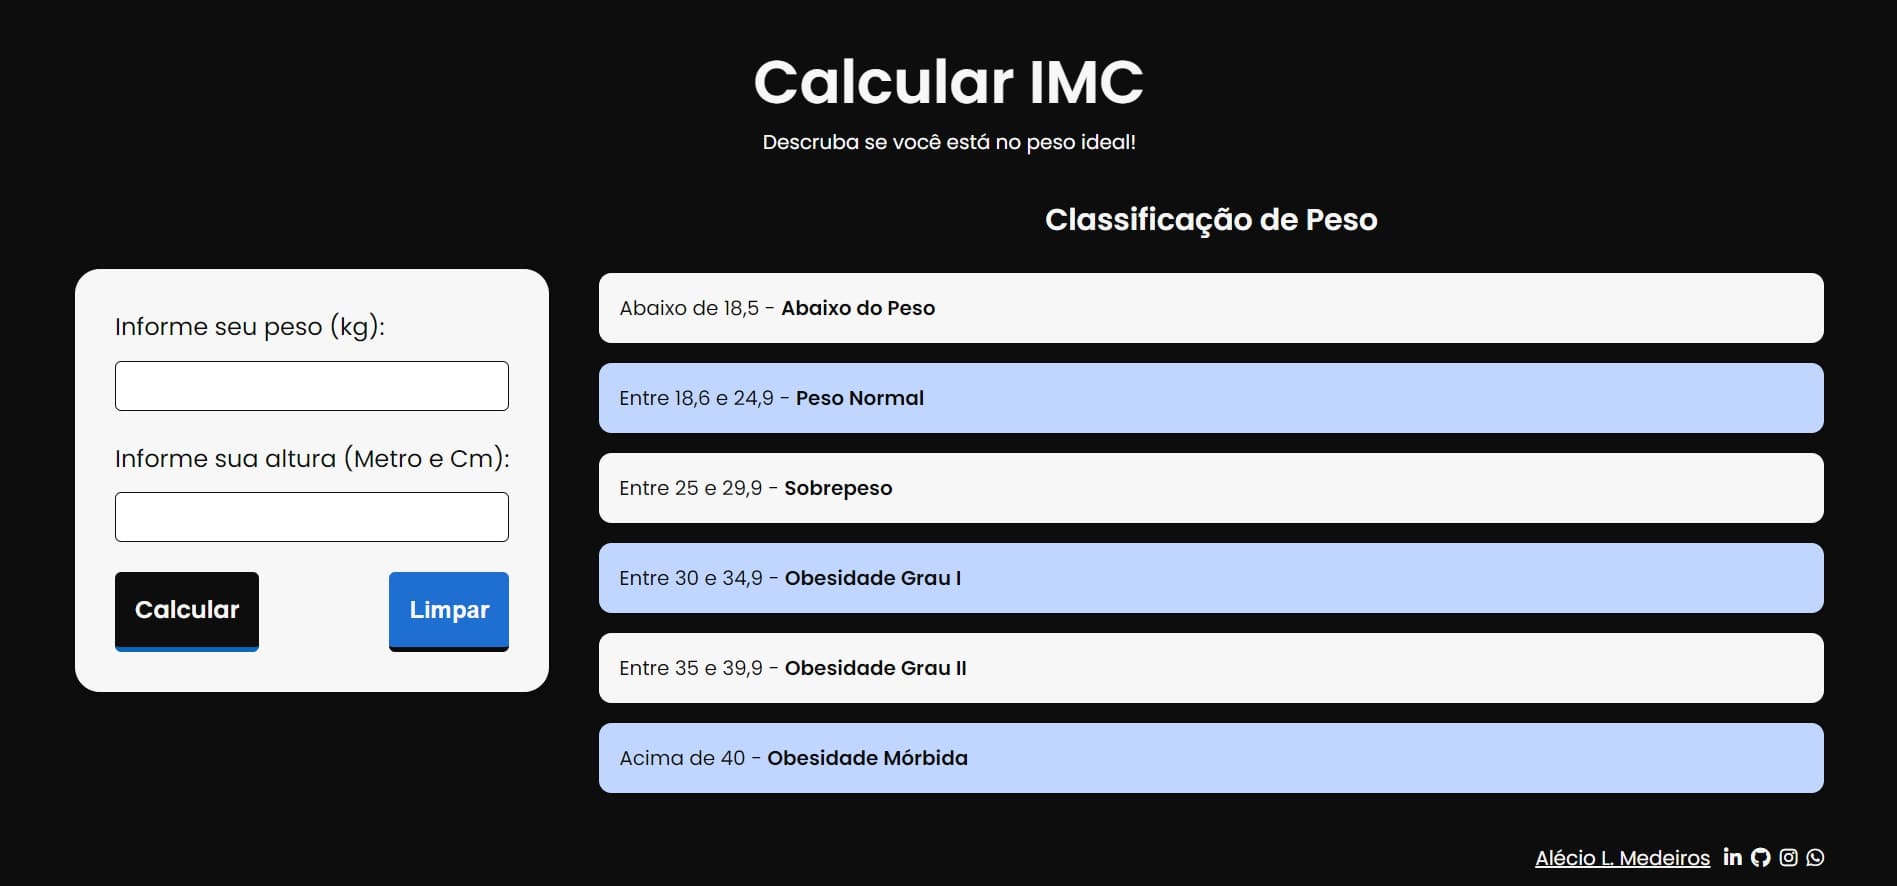 Calcular IMC
Descruba se você está no peso ideal!
Informe seu peso (kg):
Informe sua altura (Metro e Cm):
Calcular
Limpar
Classificação de Peso
Abaixo de 18,5 - Abaixo do Peso
Entre 18,6 e 24,9 - Peso Normal
Entre 25 e 29,9 - Sobrepeso
Entre 30 e 34,9 - Obesidade Grau I
Entre 35 e 39,9 - Obesidade Grau II
Acima de 40 - Obesidade Mórbida
Alécio L. Medeiros